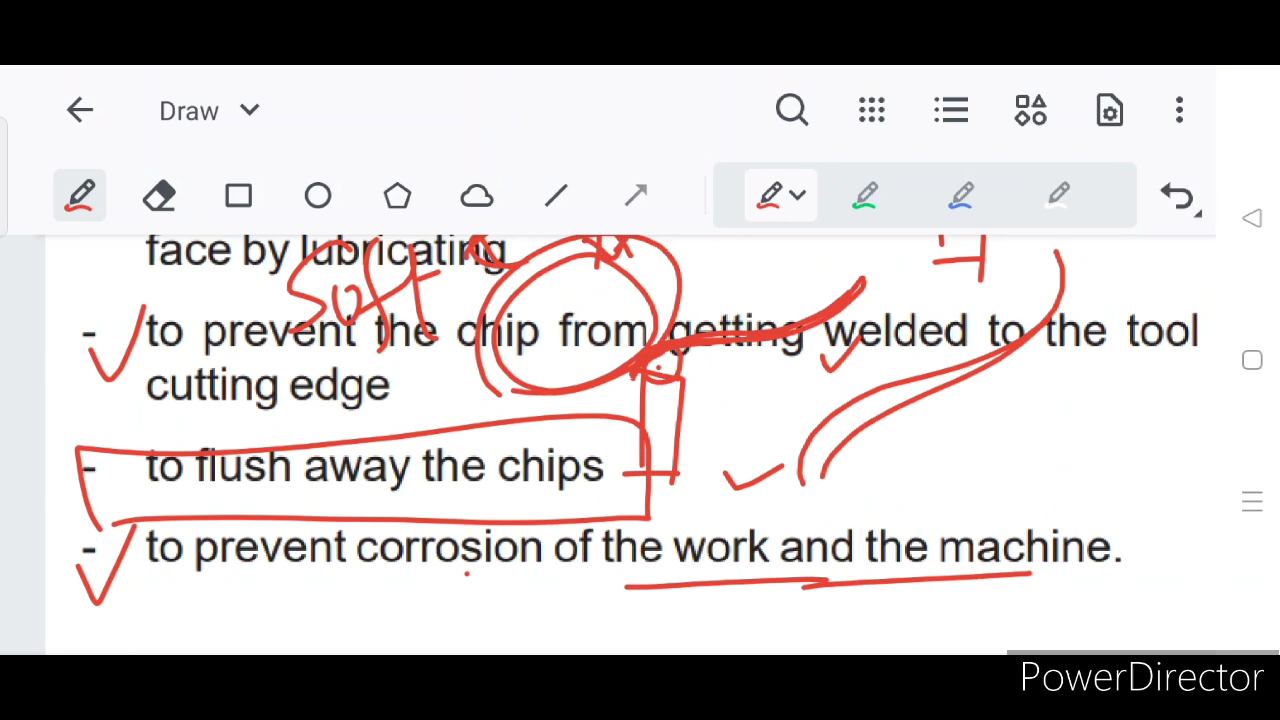 Draw
face by lubricating
soft
- to prevent the chip from getting welded to the tool
cutting edge
- to flush away the chips
- to prevent corrosion of the work and the machine.
PowerDirector